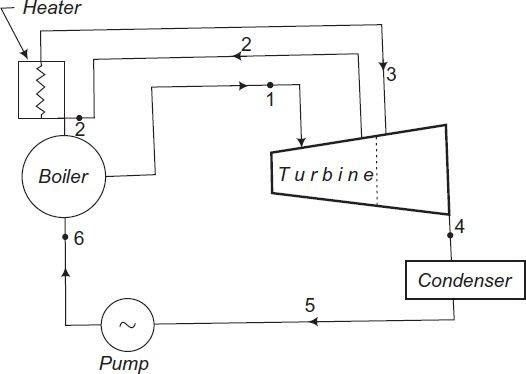 Heater
2
3
1
2
Turbine
Boiler
4
6
Condenser
5
~
Pump